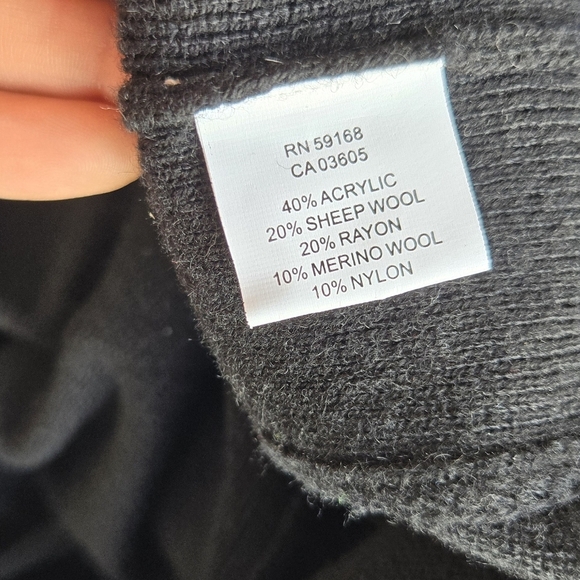 RN 59168
CA 03605
40% ACRYLIC
20% SHEEP WOOL
20% RAYON
10% MERINO WOOL
10% NYLON